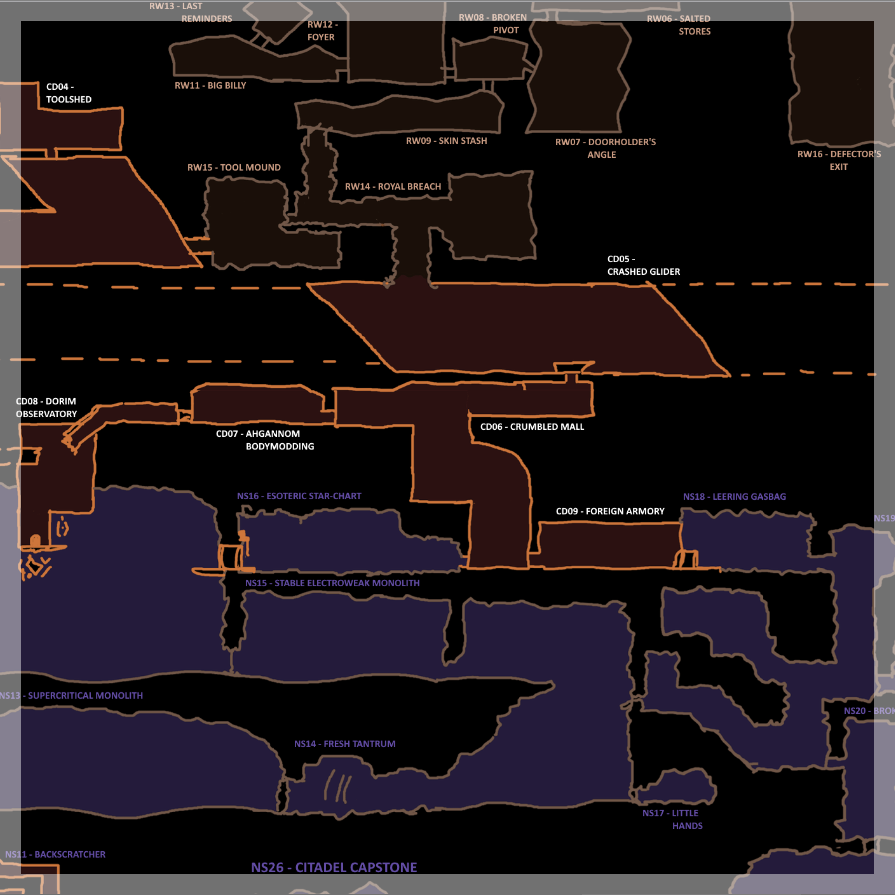 RW13 - LAST
REMINDERS
RW12 -
FOYER
RW08 - BROKEN
PIVOT
RW06 - SALTED
STORES
RW11 - BIG BILLY
CD04 -
TOOLSHED
RW09 - SKIN STASH
RW07 - DOORHOLDER'S
ANGLE
RW16 - DEFECTOR'S
EXIT
RW15 - TOOL MOUND
RW14 - ROYAL BREACH
CD05 -
CRASHED GLIDER
CD08 - DORIM
OBSERVATORY
CD07 - AHGANNOM
BODYMODDING
CD06 - CRUMBLED MALL
NS16 - ESOTERIC STAR-CHART
NS18 - LEERING GASBAG
CD09 - FOREIGN ARMORY
NS19
NS15 - STABLE ELECTROWEAK MONOLITH
NS13 - SUPERCRITICAL MONOLITH
NS20 - BROK
NS14 - FRESH TANTRUM
NS17 - LITTLE
HANDS
NS11 - BACKSCRATCHER
NS26 - CITADEL CAPSTONE